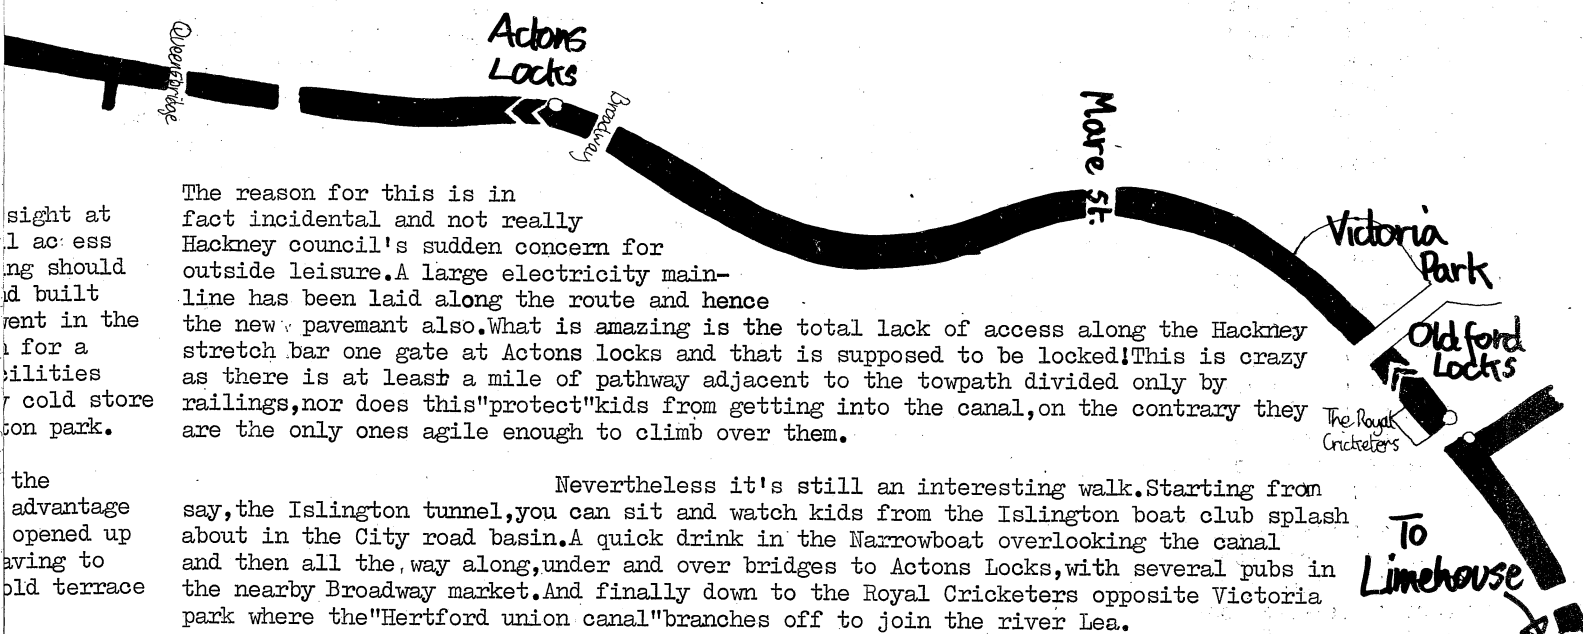 Actons
Locks
Queensbridge
Broadway
Mare St.
Victoria
Park
Old ford
Locks
The Royal
Cricketers
To
Limehouse
sight at
ess
should
built
in the
for a
cold store
park.
the
advantage
opened up
to
terrace
The reason for this is in
fact incidental and not really
Hackney council's sudden concern for
outside leisure.A large electricity main-
line has been laid along the route and hence
the new pavemant also.What is amazing is the total lack of access along the Hackney
stretch bar one gate at Actons locks and that is supposed to be locked!This is crazy
as there is at least a mile of pathway adjacent to the towpath divided only by
railings,nor does this"protect"kids from getting into the canal,on the contrary they
are the only ones agile enough to climb over them.
Nevertheless it's still an interesting walk.Starting from
say,the Islington tunnel,you can sit and watch kids from the Islington boat club splash
about in the City road basin.A quick drink in the Narrowboat overlooking the canal
and then all the way along,under and over bridges to Actons Locks,with several pubs in
the nearby Broadway market.And finally down to the Royal Cricketers opposite Victoria
park where the"Hertford union canal"branches off to join the river Lea.